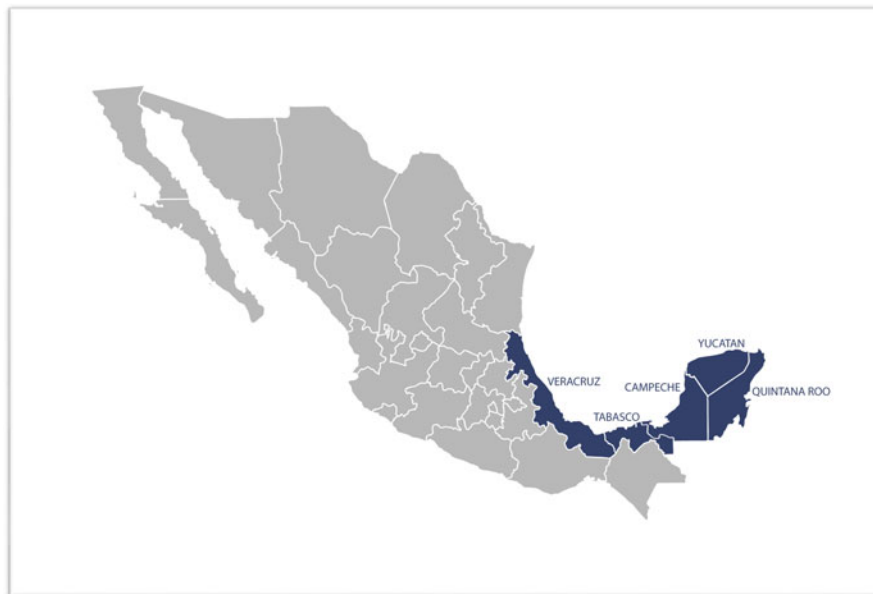 YUCATAN
VERACRUZ
CAMPECHE
QUINTANA ROO
TABASCO